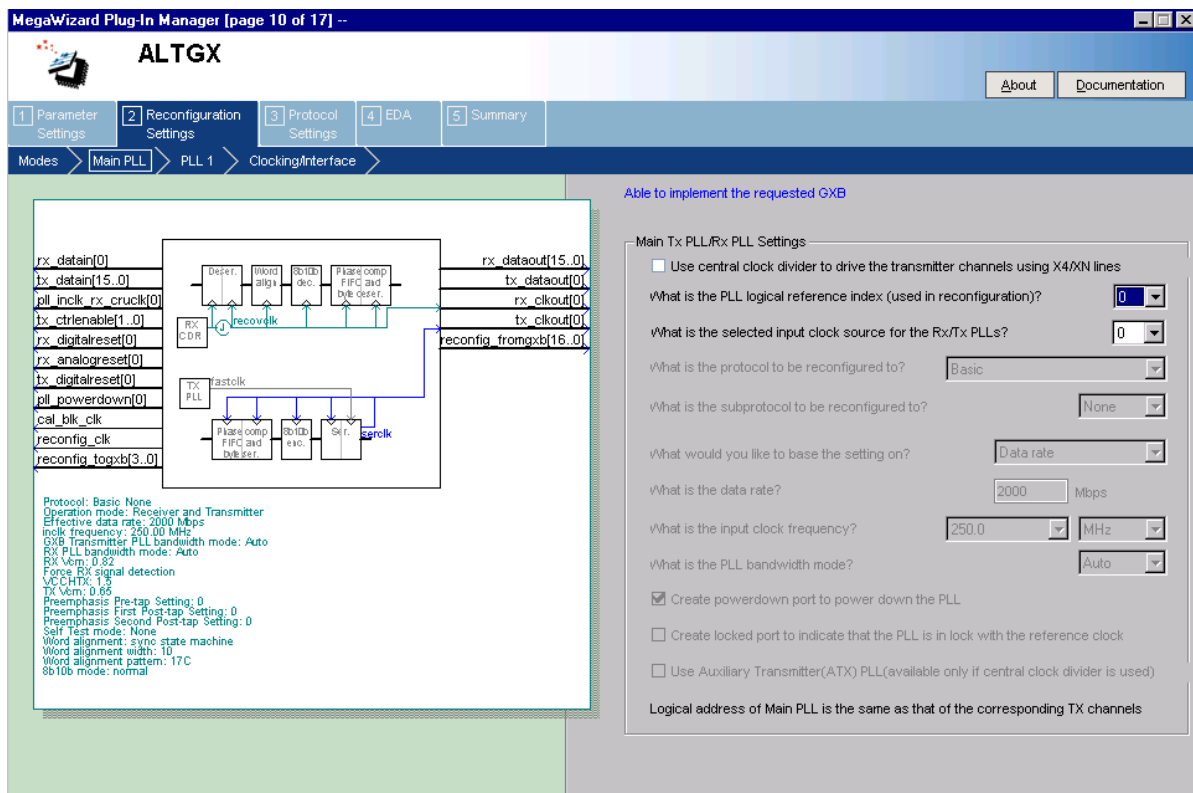 MegaWizard Plug-In Manager [page 10 of 17] --
ALTGX
About
Documentation
1 Parameter Settings
2 Reconfiguration Settings
3 Protocol Settings
4 EDA
5 Summary
Modes
Main PLL
PLL 1
Clocking/Interface
rx_datain[0]
tx_datain[15..0]
pll_inclk_rx_cruclk[0]
tx_ctrlenable[1..0]
rx_digitalreset[0]
rx_analogreset[0]
tx_digitalreset[0]
pll_powerdown[0]
cal_blk_clk
reconfig_clk
reconfig_togxb[3..0]
Deser.
Word align.
8b10b dec.
Phase comp FIFO and byte deser.
RX CDR
recovclk
TX PLL
fastclk
Phase comp FIFO and byte ser.
8b10b enc.
Ser.
serclk
rx_dataout[15..0]
tx_dataout[0]
rx_clkout[0]
tx_clkout[0]
reconfig_fromgxb[16..0]
Protocol: Basic None
Operation mode: Receiver and Transmitter
Effective data rate: 2000 Mbps
inclk frequency: 250.00 MHz
GXB Transmitter PLL bandwidth mode: Auto
RX PLL bandwidth mode: Auto
RX Vcm: 0.82
Force RX signal detection
VCCHTX: 1.5
TX Vcm: 0.65
Preemphasis Pre-tap Setting: 0
Preemphasis First Post-tap Setting: 0
Preemphasis Second Post-tap Setting: 0
Self Test mode: None
Word alignment: sync state machine
Word alignment width: 10
Word alignment pattern: 17C
8b10b mode: normal
Able to implement the requested GXB
Main Tx PLL/Rx PLL Settings
Use central clock divider to drive the transmitter channels using X4/XN lines
What is the PLL logical reference index (used in reconfiguration)? 0
What is the selected input clock source for the Rx/Tx PLLs? 0
What is the protocol to be reconfigured to? Basic
What is the subprotocol to be reconfigured to? None
What would you like to base the setting on? Data rate
What is the data rate? 2000 Mbps
What is the input clock frequency? 250.0 MHz
What is the PLL bandwidth mode? Auto
Create powerdown port to power down the PLL
Create locked port to indicate that the PLL is in lock with the reference clock
Use Auxiliary Transmitter(ATX) PLL(available only if central clock divider is used)
Logical address of Main PLL is the same as that of the corresponding TX channels